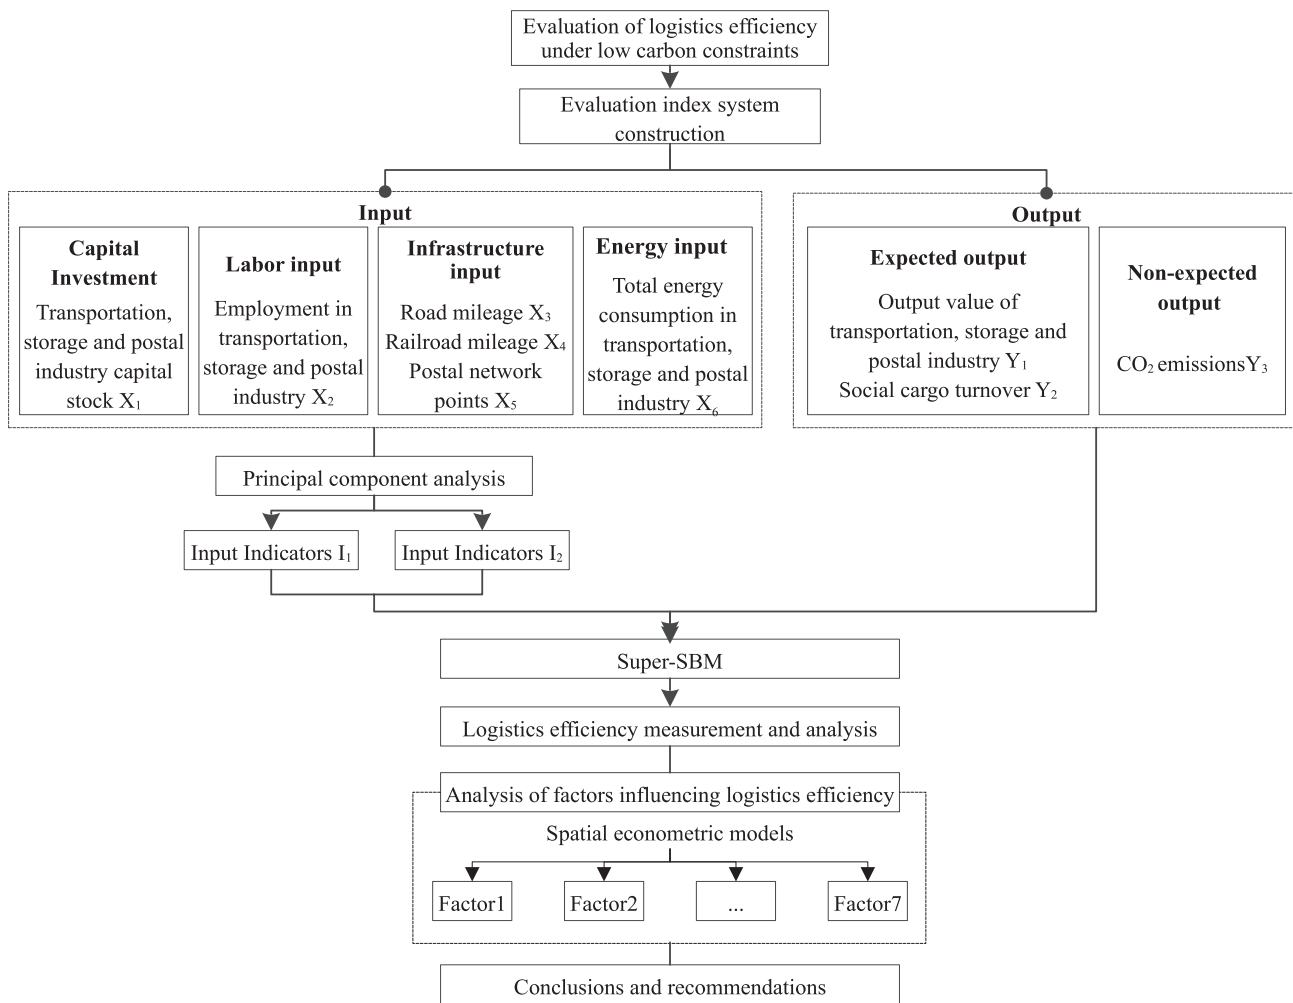 Evaluation of logistics efficiency
under low carbon constraints
Evaluation index system
construction
Input
Capital
Investment
Transportation,
storage and postal
industry capital
stock X₁
Labor input
Employment in
transportation,
storage and postal
industry X₂
Infrastructure
input
Road mileage X₃
Railroad mileage X₄
Postal network
points X₅
Energy input
Total energy
consumption in
transportation,
storage and postal
industry X₆
Output
Expected output
Output value of
transportation, storage and
postal industry Y₁
Social cargo turnover Y₂
Non-expected
output
CO₂ emissionsY₃
Principal component analysis
Input Indicators I₁
Input Indicators I₂
Super-SBM
Logistics efficiency measurement and analysis
Analysis of factors influencing logistics efficiency
Spatial econometric models
Factor1
Factor2
...
Factor7
Conclusions and recommendations